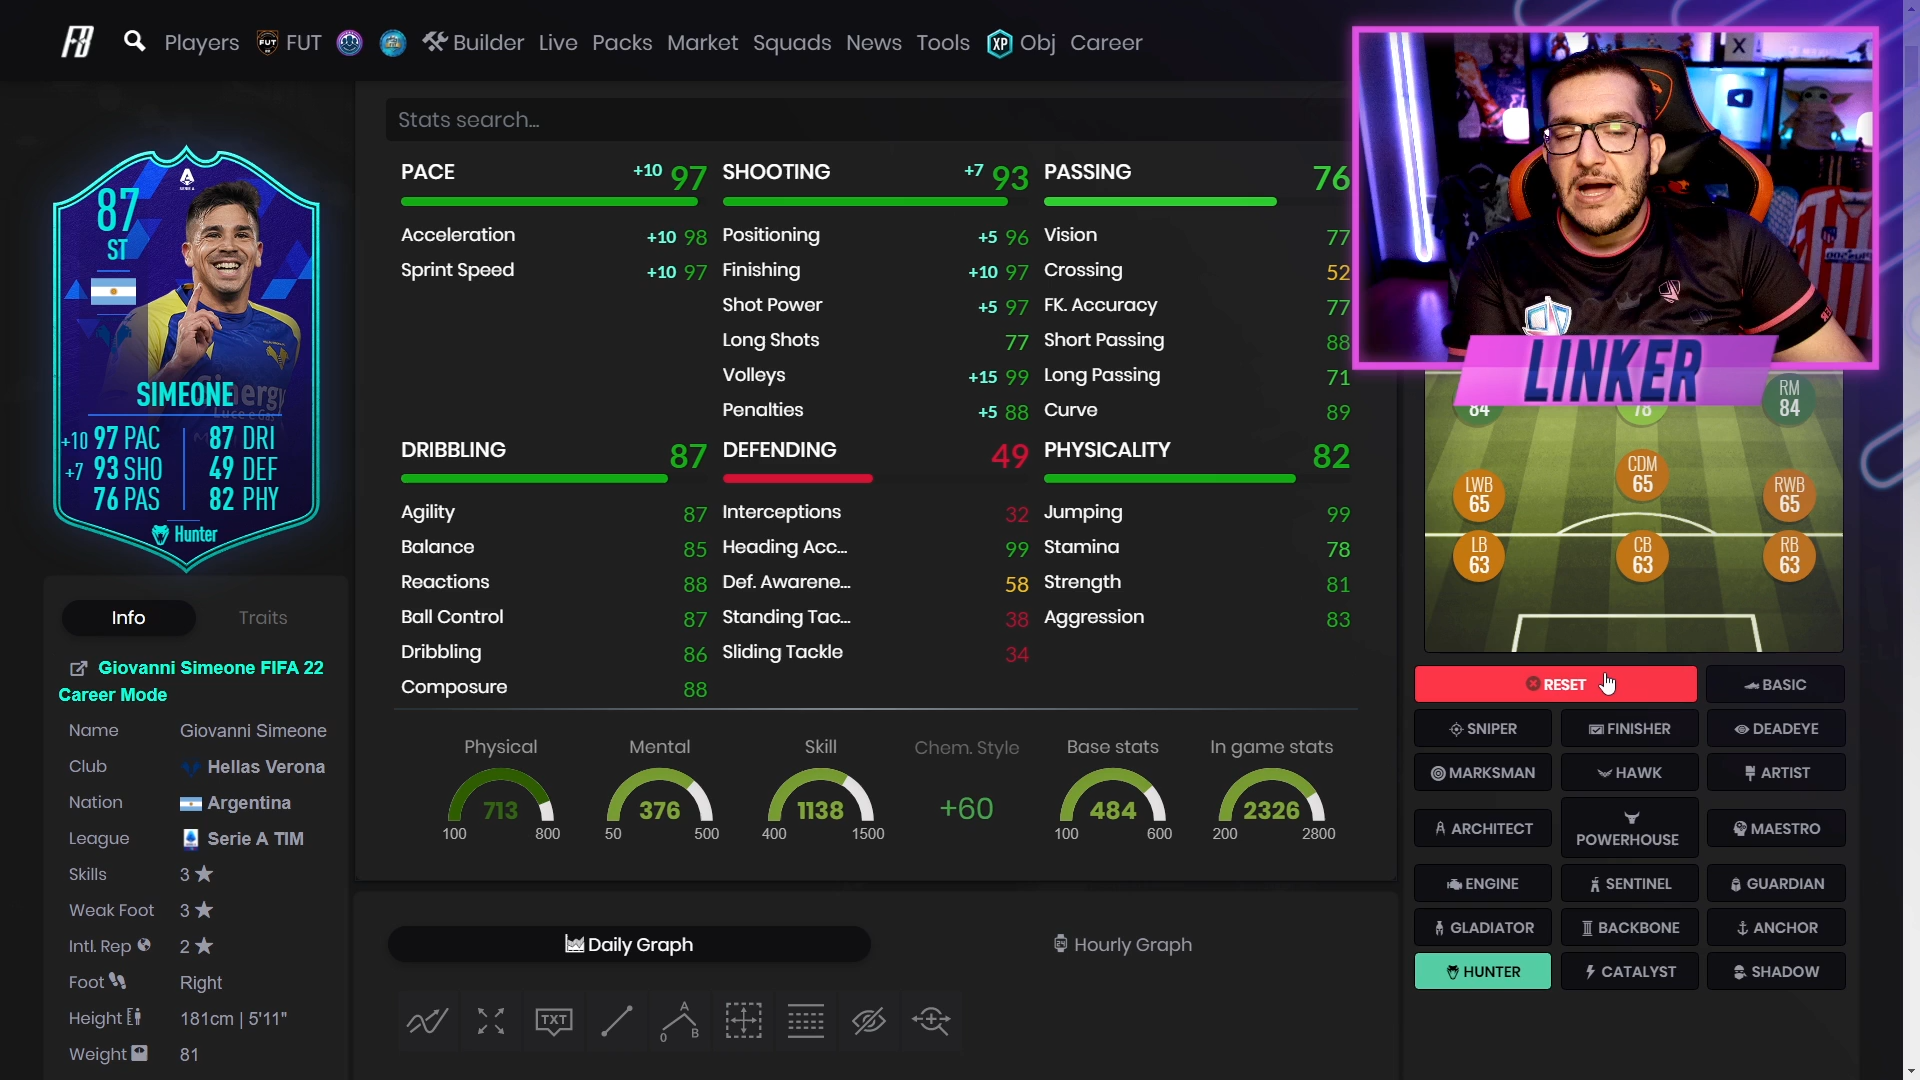 Players FUT Builder Live Packs Market Squads News Tools XP Obj Career
X
LINKER
87
ST
SIMEONE
+10 97 PAC 87 DRI
+7 93 SHO 49 DEF
76 PAS 82 PHY
Hunter
Info Traits
Giovanni Simeone FIFA 22
Career Mode
Name Giovanni Simeone
Club Hellas Verona
Nation Argentina
League Serie A TIM
Skills 3
Weak Foot 3
Intl. Rep 2
Foot Right
Height 181cm | 5'11"
Weight 81
Stats search...
PACE +10 97
Acceleration +10 98
Sprint Speed +10 97
SHOOTING +7 93
Positioning +5 96
Finishing +10 97
Shot Power +5 97
Long Shots 77
Volleys +15 99
Penalties +5 88
PASSING 76
Vision 77
Crossing 52
FK. Accuracy 77
Short Passing 88
Long Passing 71
Curve 89
DRIBBLING 87
Agility 87
Balance 85
Reactions 88
Ball Control 87
Dribbling 86
Composure 88
DEFENDING 49
Interceptions 32
Heading Acc... 99
Def. Awarene... 58
Standing Tac... 38
Sliding Tackle 34
PHYSICALITY 82
Jumping 99
Stamina 78
Strength 81
Aggression 83
Physical Mental Skill Chem. Style Base stats In game stats
713 376 1138 +60 484 2326
100 800 50 500 400 1500 100 600 200 2800
Daily Graph Hourly Graph
TXT
A
0 B
84 78 RM
84
LWB
65
CDM
65
RWB
65
LB
63
CB
63
RB
63
RESET BASIC
SNIPER FINISHER DEADEYE
MARKSMAN HAWK ARTIST
ARCHITECT POWERHOUSE MAESTRO
ENGINE SENTINEL GUARDIAN
GLADIATOR BACKBONE ANCHOR
HUNTER CATALYST SHADOW